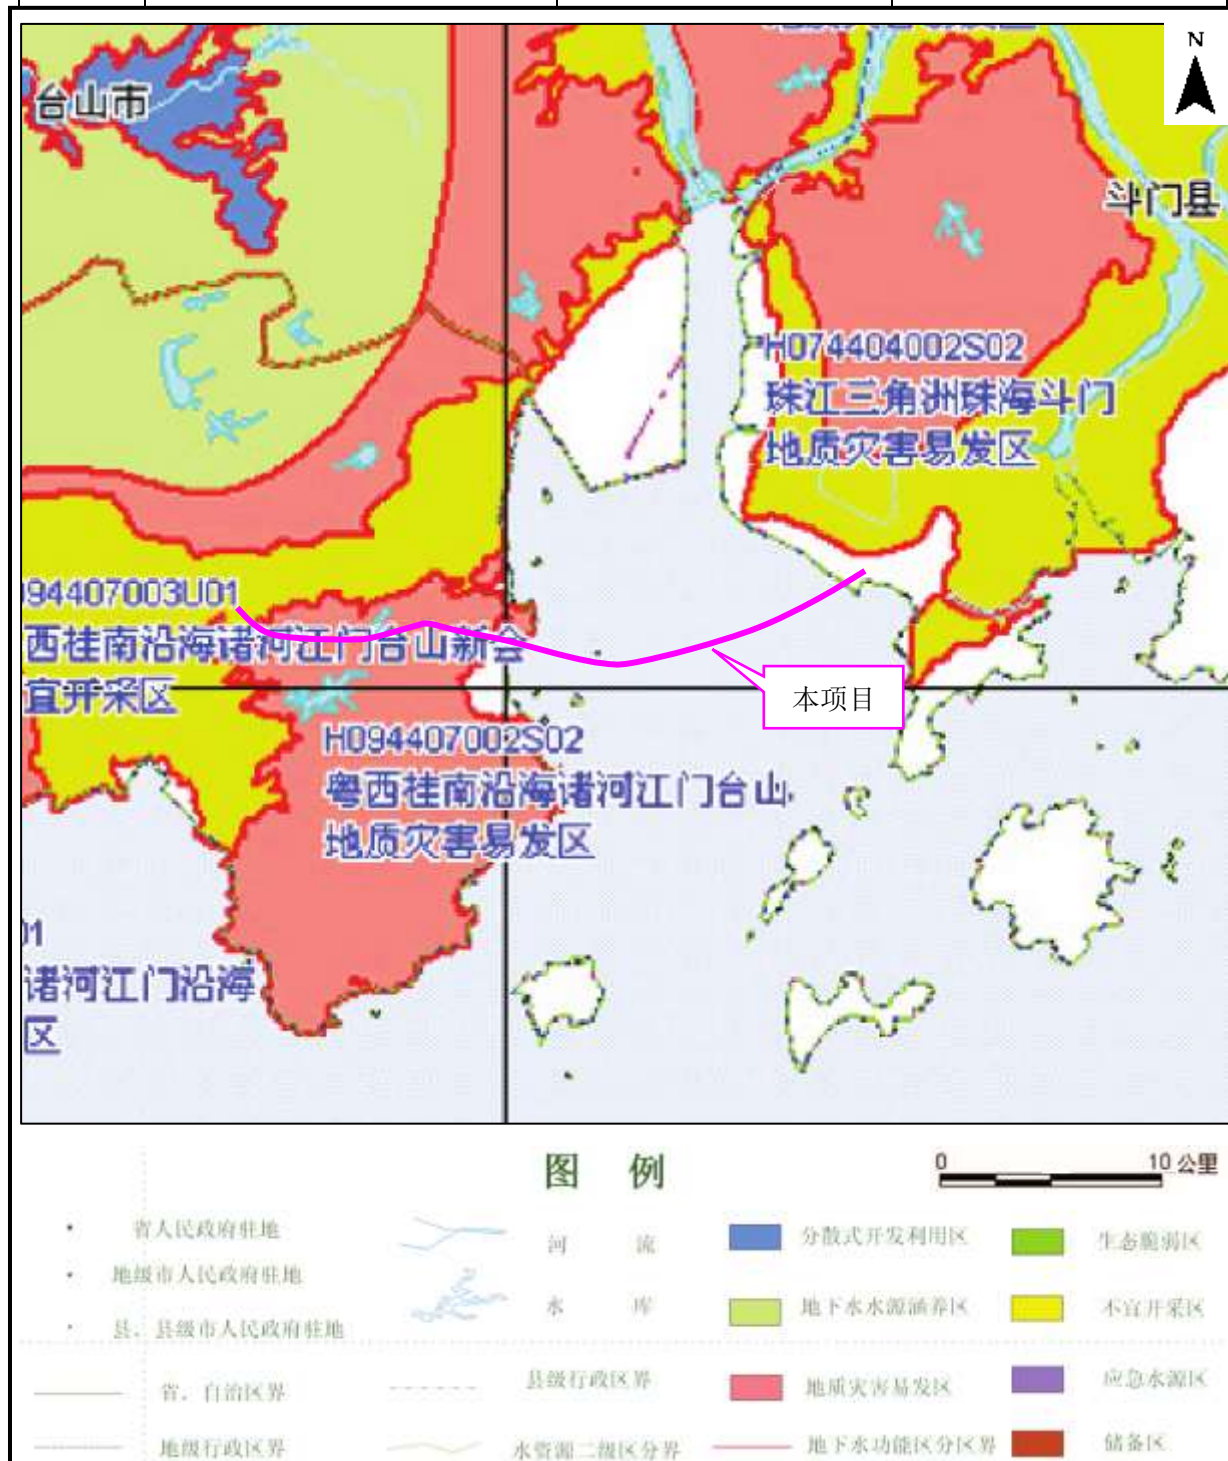 N
台山市
斗门县
H074404002S02
珠江三角洲珠海斗门
地质灾害易发区
094407003U01
西桂南沿海诸河江门台山新会
宜开采区
本项目
H094407002S02
粤西桂南沿海诸河江门台山
地质灾害易发区
01
诸河江门沿海
区
图 例
0 10 公里
省人民政府驻地
河 流
分散式开发利用区
生态脆弱区
地级市人民政府驻地
水 库
地下水水源涵养区
不宜开采区
县、县级市人民政府驻地
省、自治区界
县级行政区界
地质灾害易发区
应急水源区
地级行政区界
水资源二级区分界
地下水功能区分区界
储备区